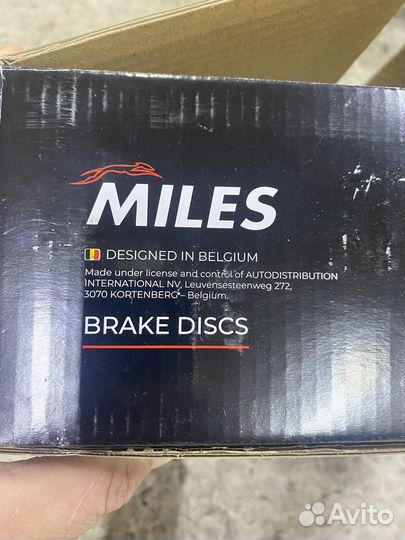 MILES
DESIGNED IN BELGIUM
Made under license and control of AUTODISTRIBUTION
INTERNATIONAL NV, Leuvensesteenweg 272,
3070 KORTENBERG – Belgium.
BRAKE DISCS
Avito